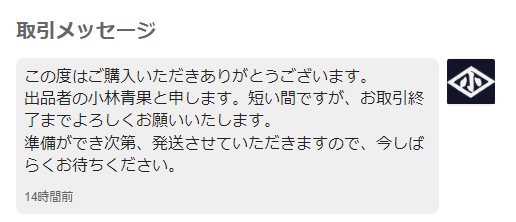 取引メッセージ
この度はご購入いただきありがとうございます。
出品者の小林青果と申します。短い間ですが、お取引終
了までよろしくお願いいたします。
準備ができ次第、発送させていただきますので、今しば
らくお待ちください。
14時間前
小